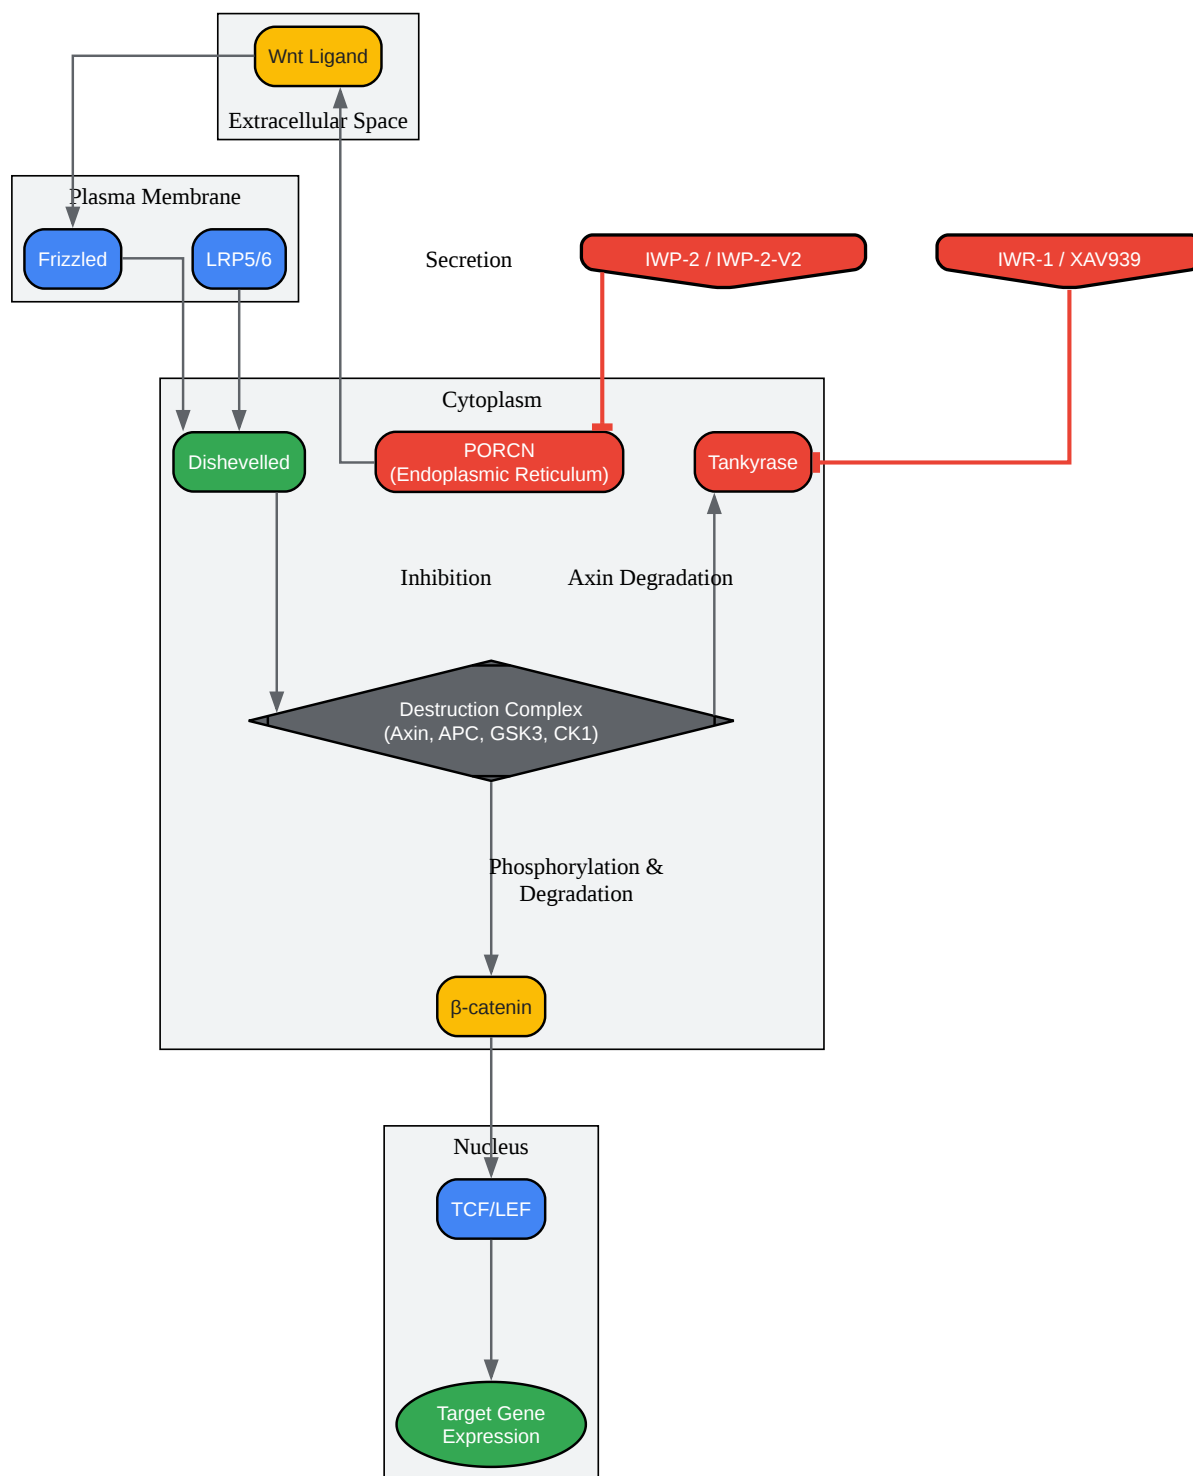 Wnt Ligand
Extracellular Space
Plasma Membrane
Frizzled
LRP5/6
Secretion
IWP-2 / IWP-2-V2
IWR-1 / XAV939
Cytoplasm
Dishevelled
PORCN
(Endoplasmic Reticulum)
Tankyrase
Inhibition
Axin Degradation
Destruction Complex
(Axin, APC, GSK3, CK1)
Phosphorylation &
Degradation
β-catenin
Nucleus
TCF/LEF
Target Gene
Expression